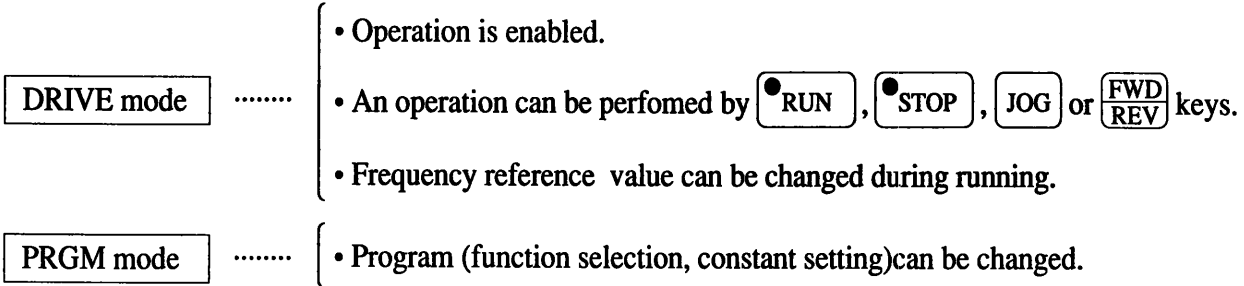 • Operation is enabled.
DRIVE mode ........ • An operation can be perfomed by RUN , STOP , JOG or FWD REV keys.
• Frequency reference value can be changed during running.
PRGM mode ........ • Program (function selection, constant setting)can be changed.